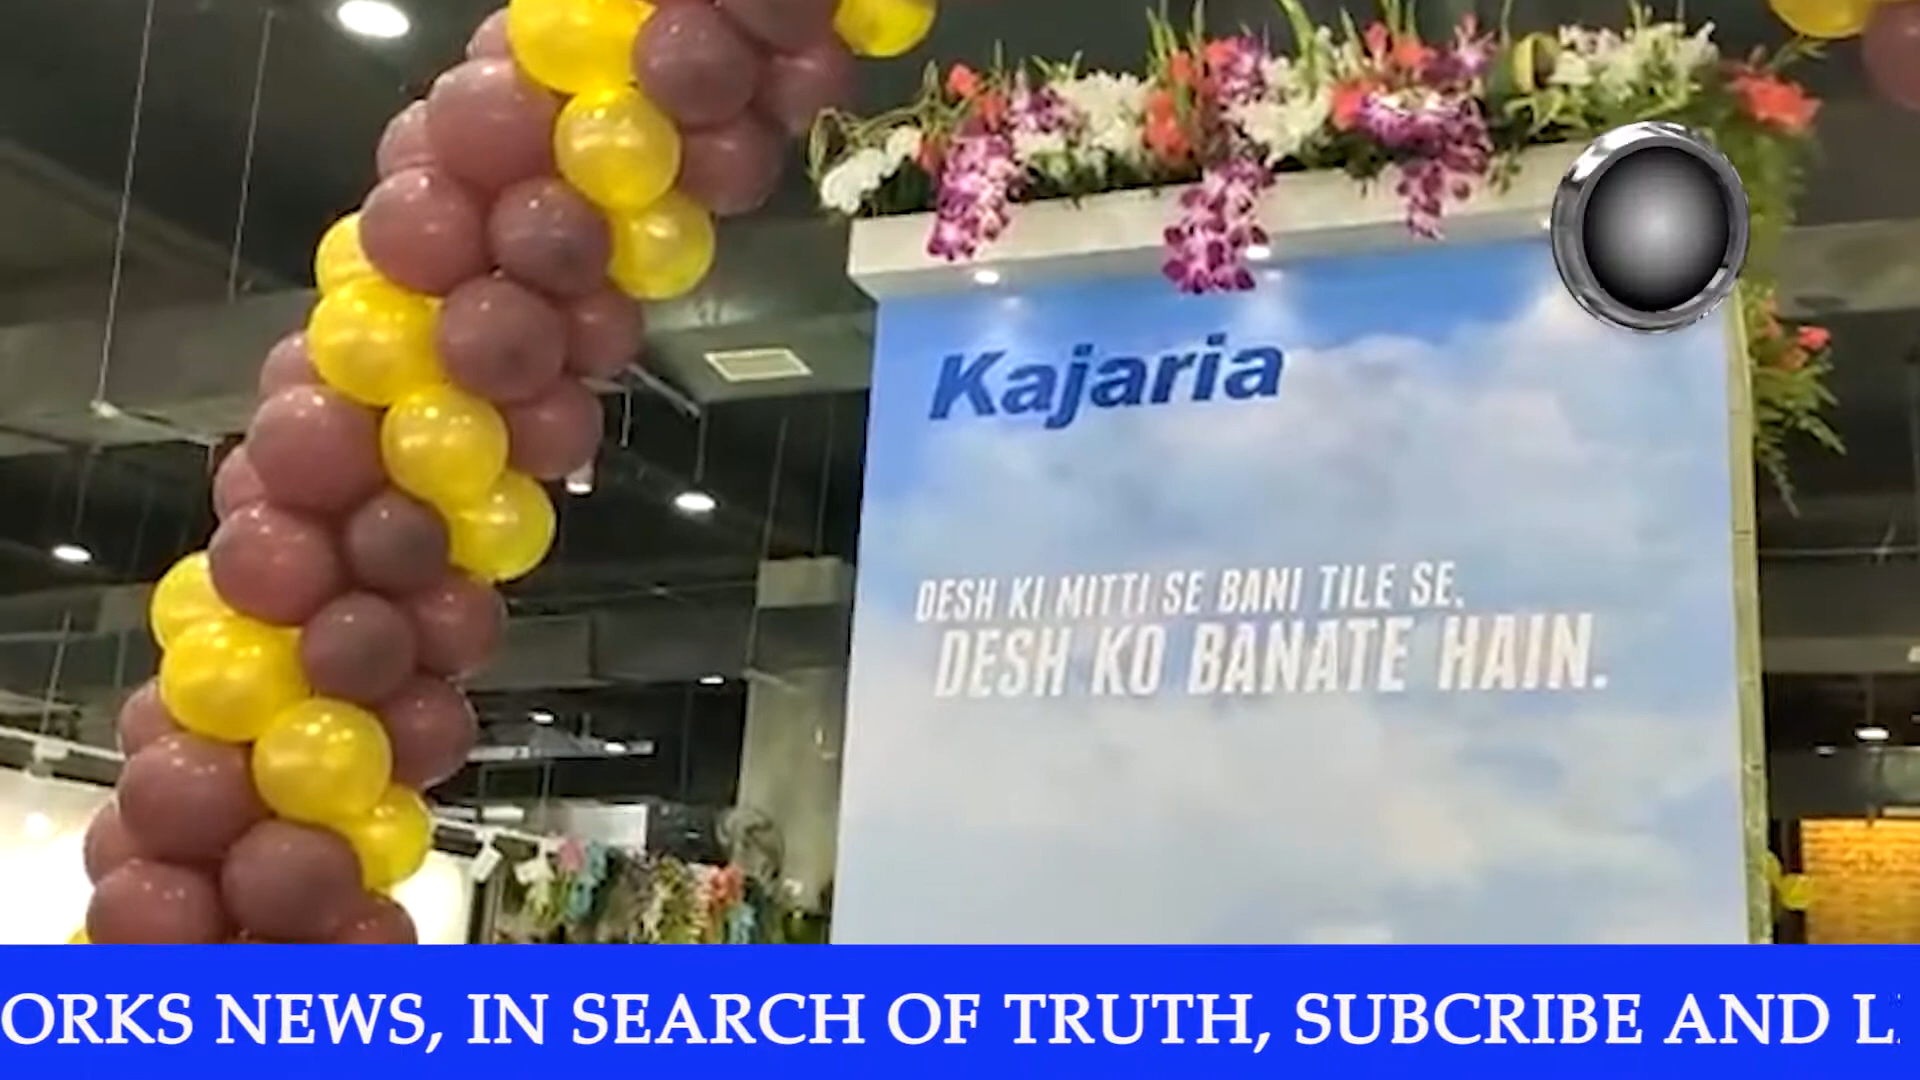 Kajaria
DESH KI MITTI SE BANI TILE SE.
DESH KO BANATE HAIN.
ORKS NEWS, IN SEARCH OF TRUTH, SUBCRIBE AND L